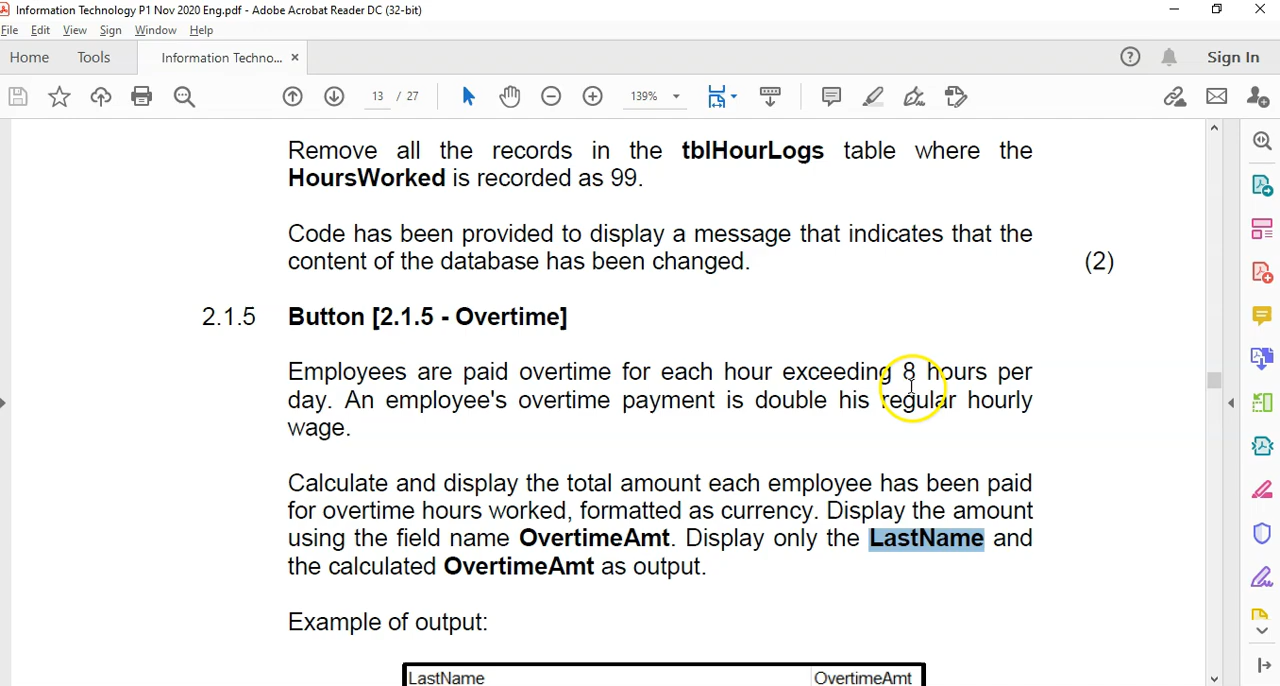 Information Technology P1 Nov 2020 Eng.pdf - Adobe Acrobat Reader DC (32-bit)
File Edit View Sign Window Help
Home Tools Information Techno... × Sign In
13 / 27 139%
Remove all the records in the tblHourLogs table where the
HoursWorked is recorded as 99.
Code has been provided to display a message that indicates that the
content of the database has been changed. (2)
2.1.5 Button [2.1.5 - Overtime]
Employees are paid overtime for each hour exceeding 8 hours per
day. An employee's overtime payment is double his regular hourly
wage.
Calculate and display the total amount each employee has been paid
for overtime hours worked, formatted as currency. Display the amount
using the field name OvertimeAmt. Display only the LastName and
the calculated OvertimeAmt as output.
Example of output:
LastName OvertimeAmt